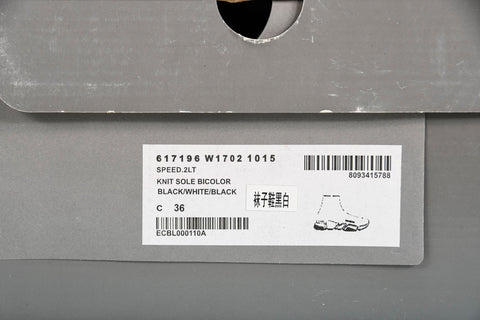 617196 W1702 1015
SPEED.2LT
8093415788
KNIT SOLE BICOLOR
BLACK/WHITE/BLACK
C 36
袜子鞋黑白
ECBL000110A